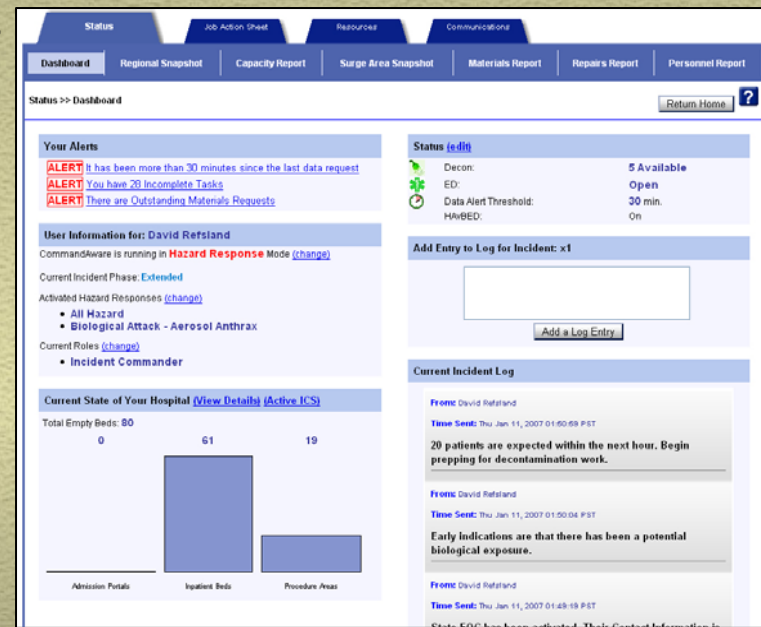 Status
Job Action Sheet
Resources
Communications
Dashboard
Regional Snapshot
Capacity Report
Surge Area Snapshot
Materials Report
Repairs Report
Personnel Report
Status >> Dashboard
Return Home
?
Your Alerts
ALERT It has been more than 30 minutes since the last data request
ALERT You have 28 Incomplete Tasks
ALERT There are Outstanding Materials Requests
User Information for: David Refsland
CommandAware is running in Hazard Response Mode (change)
Current Incident Phase: Extended
Activated Hazard Responses (change)
• All Hazard
• Biological Attack - Aerosol Anthrax
Current Roles (change)
• Incident Commander
Current State of Your Hospital (View Details) (Active ICS)
Total Empty Beds: 80
0 61 19
Admission Portals Inpatient Beds Procedure Areas
Status (edit)
Decon: 5 Available
ED: Open
Data Alert Threshold: 30 min.
HAvBED: On
Add Entry to Log for Incident: x1
Add a Log Entry
Current Incident Log
From: David Refsland
Time Sent: Thu Jan 11, 2007 01:50:59 PST
20 patients are expected within the next hour. Begin
prepping for decontamination work.
From: David Refsland
Time Sent: Thu Jan 11, 2007 01:50:04 PST
Early indications are that there has been a potential
biological exposure.
From: David Refsland
Time Sent: Thu Jan 11, 2007 01:49:19 PST
State EOC has been activated. Their Contact Information is